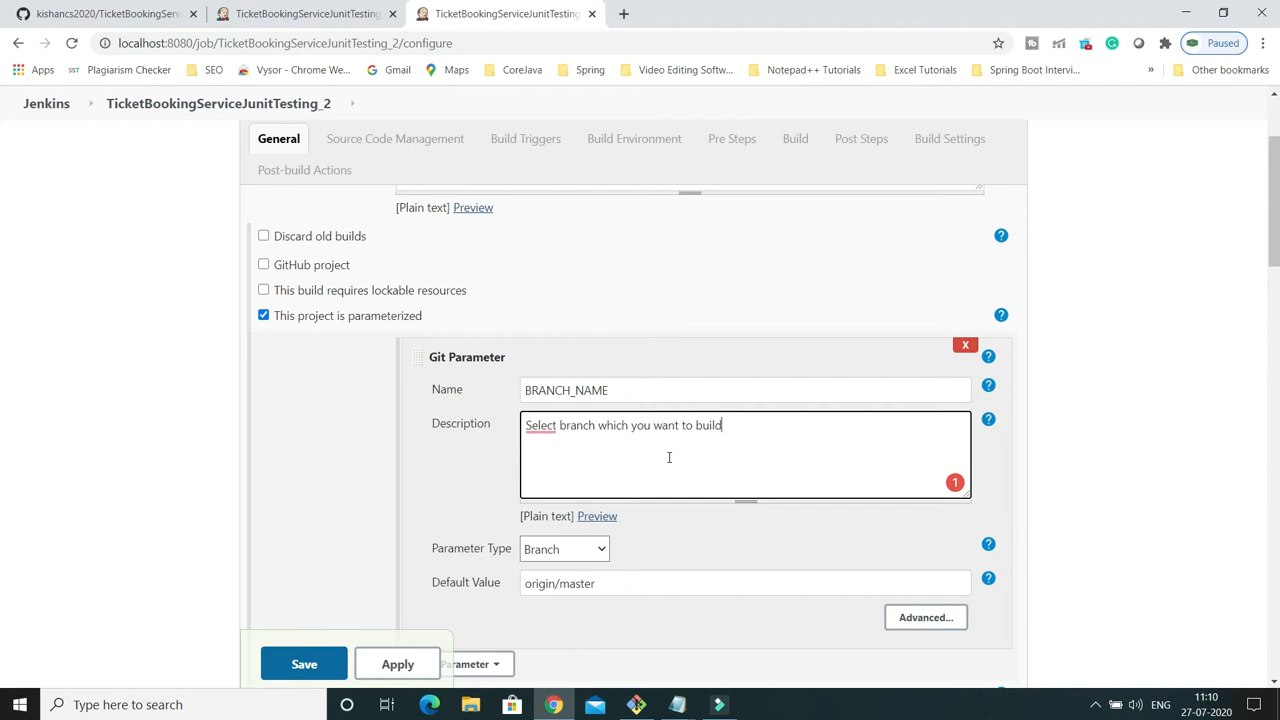 kishancs2020/TicketBookingServic
TicketBookingServiceJunitTesting
TicketBookingServiceJunitTesting_
localhost:8080/job/TicketBookingServiceJunitTesting_2/configure
Paused
Apps
SST Plagiarism Checker
SEO
Vysor - Chrome We...
Gmail
Maps
CoreJava
Spring
Video Editing Softw...
Notepad++ Tutorials
Excel Tutorials
Spring Boot Intervi...
»
Other bookmarks
Jenkins
TicketBookingServiceJunitTesting_2
General
Source Code Management
Build Triggers
Build Environment
Pre Steps
Build
Post Steps
Build Settings
Post-build Actions
[Plain text] Preview
Discard old builds
GitHub project
This build requires lockable resources
This project is parameterized
Git Parameter
X
Name
BRANCH_NAME
Description
Select branch which you want to build
1
[Plain text] Preview
Parameter Type
Branch
Default Value
origin/master
Advanced...
Save
Apply
Parameter
Type here to search
ENG
11:10
27-07-2020